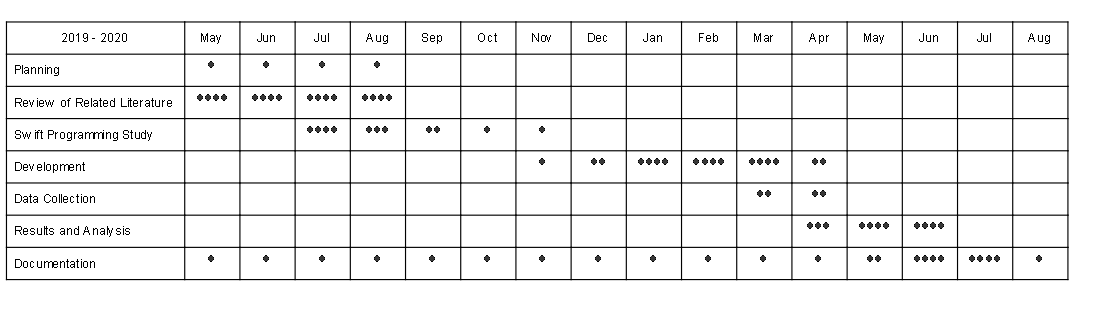 2019 - 2020 May Jun Jul Aug Sep Oct Nov Dec Jan Feb Mar Apr May Jun Jul Aug
Planning
Review of Related Literature
Swift Programming Study
Development
Data Collection
Results and Analysis
Documentation